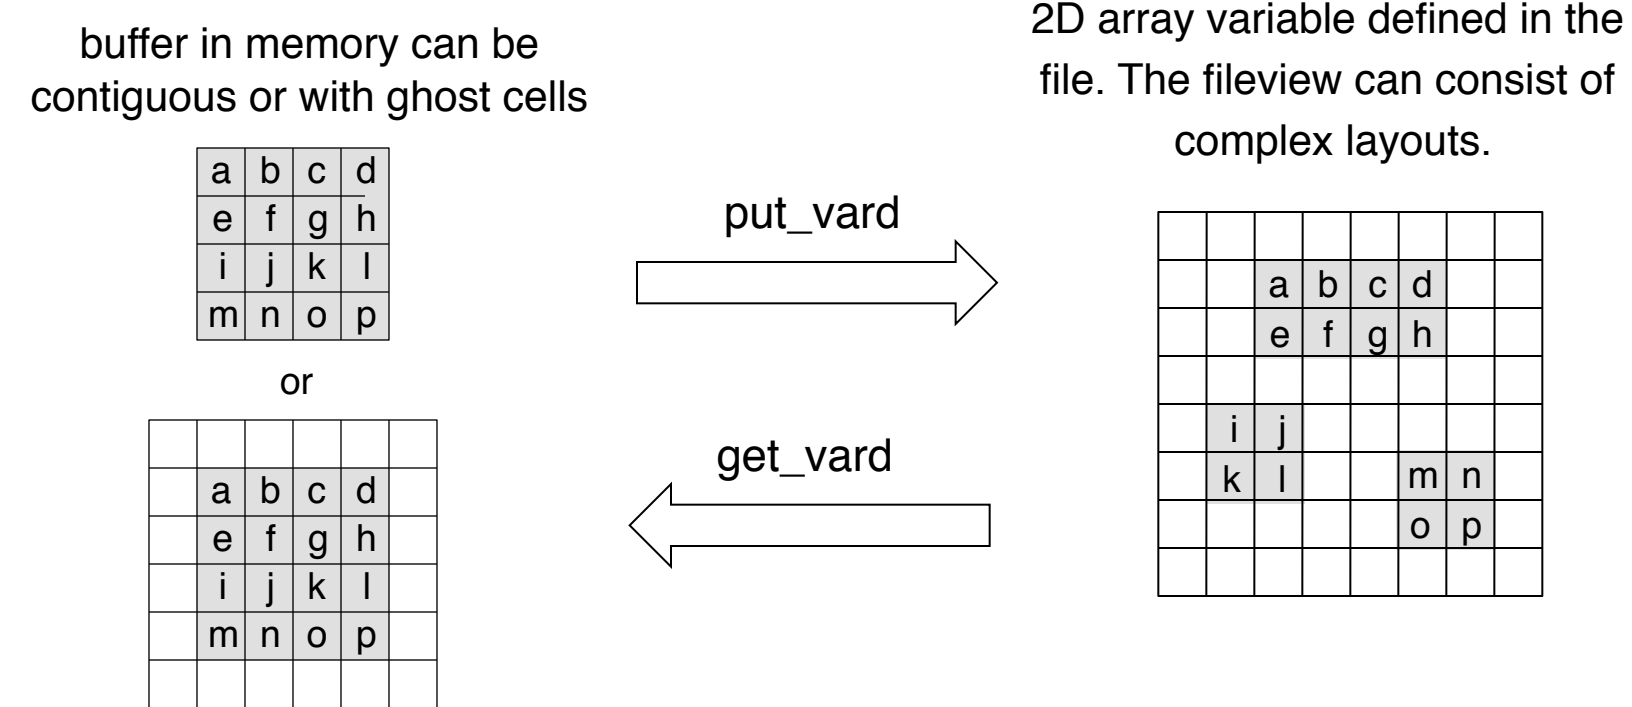 buffer in memory can be
contiguous or with ghost cells
a b c d
e f g h
i j k l
m n o p
or
a b c d
e f g h
i j k l
m n o p
put_vard
get_vard
2D array variable defined in the
file. The fileview can consist of
complex layouts.
a b c d
e f g h
i j
k l m n
o p